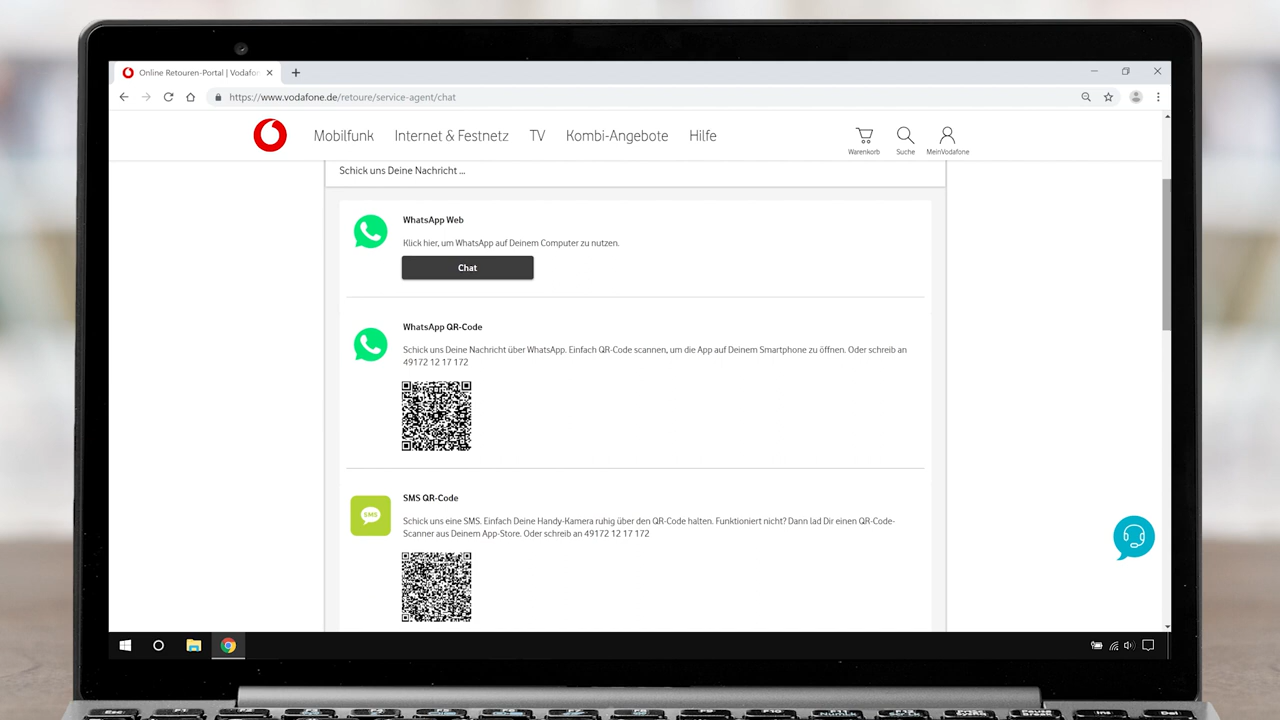 Online Retouren-Portal | Vodafon
https://www.vodafone.de/retoure/service-agent/chat
Mobilfunk Internet & Festnetz TV Kombi-Angebote Hilfe
Warenkorb Suche MeinVodafone
Schick uns Deine Nachricht ...
WhatsApp Web
Klick hier, um WhatsApp auf Deinem Computer zu nutzen.
Chat
WhatsApp QR-Code
Schick uns Deine Nachricht über WhatsApp. Einfach QR-Code scannen, um die App auf Deinem Smartphone zu öffnen. Oder schreib an
49172 12 17 172
SMS QR-Code
SMS
Schick uns eine SMS. Einfach Deine Handy-Kamera ruhig über den QR-Code halten. Funktioniert nicht? Dann lad Dir einen QR-Code-
Scanner aus Deinem App-Store. Oder schreib an 49172 12 17 172